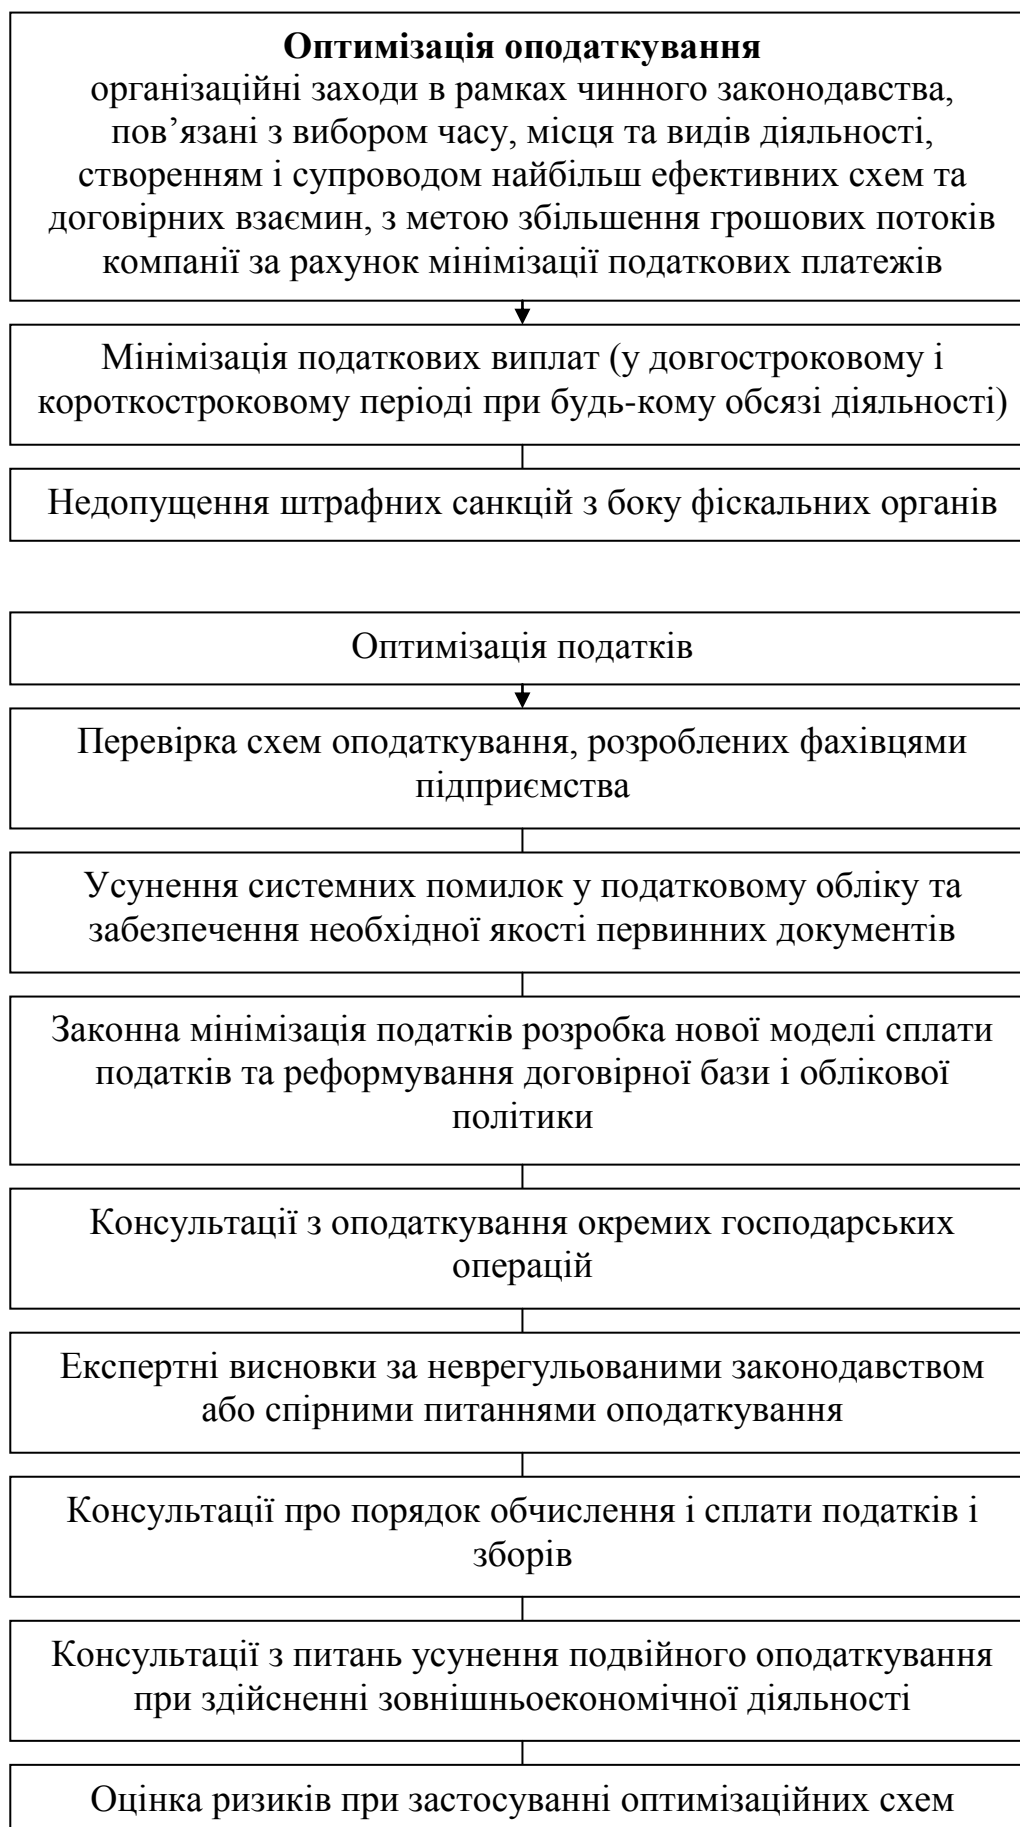 Оптимізація оподаткування
організаційні заходи в рамках чинного законодавства,
пов’язані з вибором часу, місця та видів діяльності,
створенням і супроводом найбільш ефективних схем та
договірних взаємин, з метою збільшення грошових потоків
компанії за рахунок мінімізації податкових платежів
Мінімізація податкових виплат (у довгостроковому і
короткостроковому періоді при будь-кому обсязі діяльності)
Недопущення штрафних санкцій з боку фіскальних органів
Оптимізація податків
Перевірка схем оподаткування, розроблених фахівцями
підприємства
Усунення системних помилок у податковому обліку та
забезпечення необхідної якості первинних документів
Законна мінімізація податків розробка нової моделі сплати
податків та реформування договірної бази і облікової
політики
Консультації з оподаткування окремих господарських
операцій
Експертні висновки за неврегульованими законодавством
або спірними питаннями оподаткування
Консультації про порядок обчислення і сплати податків і
зборів
Консультації з питань усунення подвійного оподаткування
при здійсненні зовнішньоекономічної діяльності
Оцінка ризиків при застосуванні оптимізаційних схем